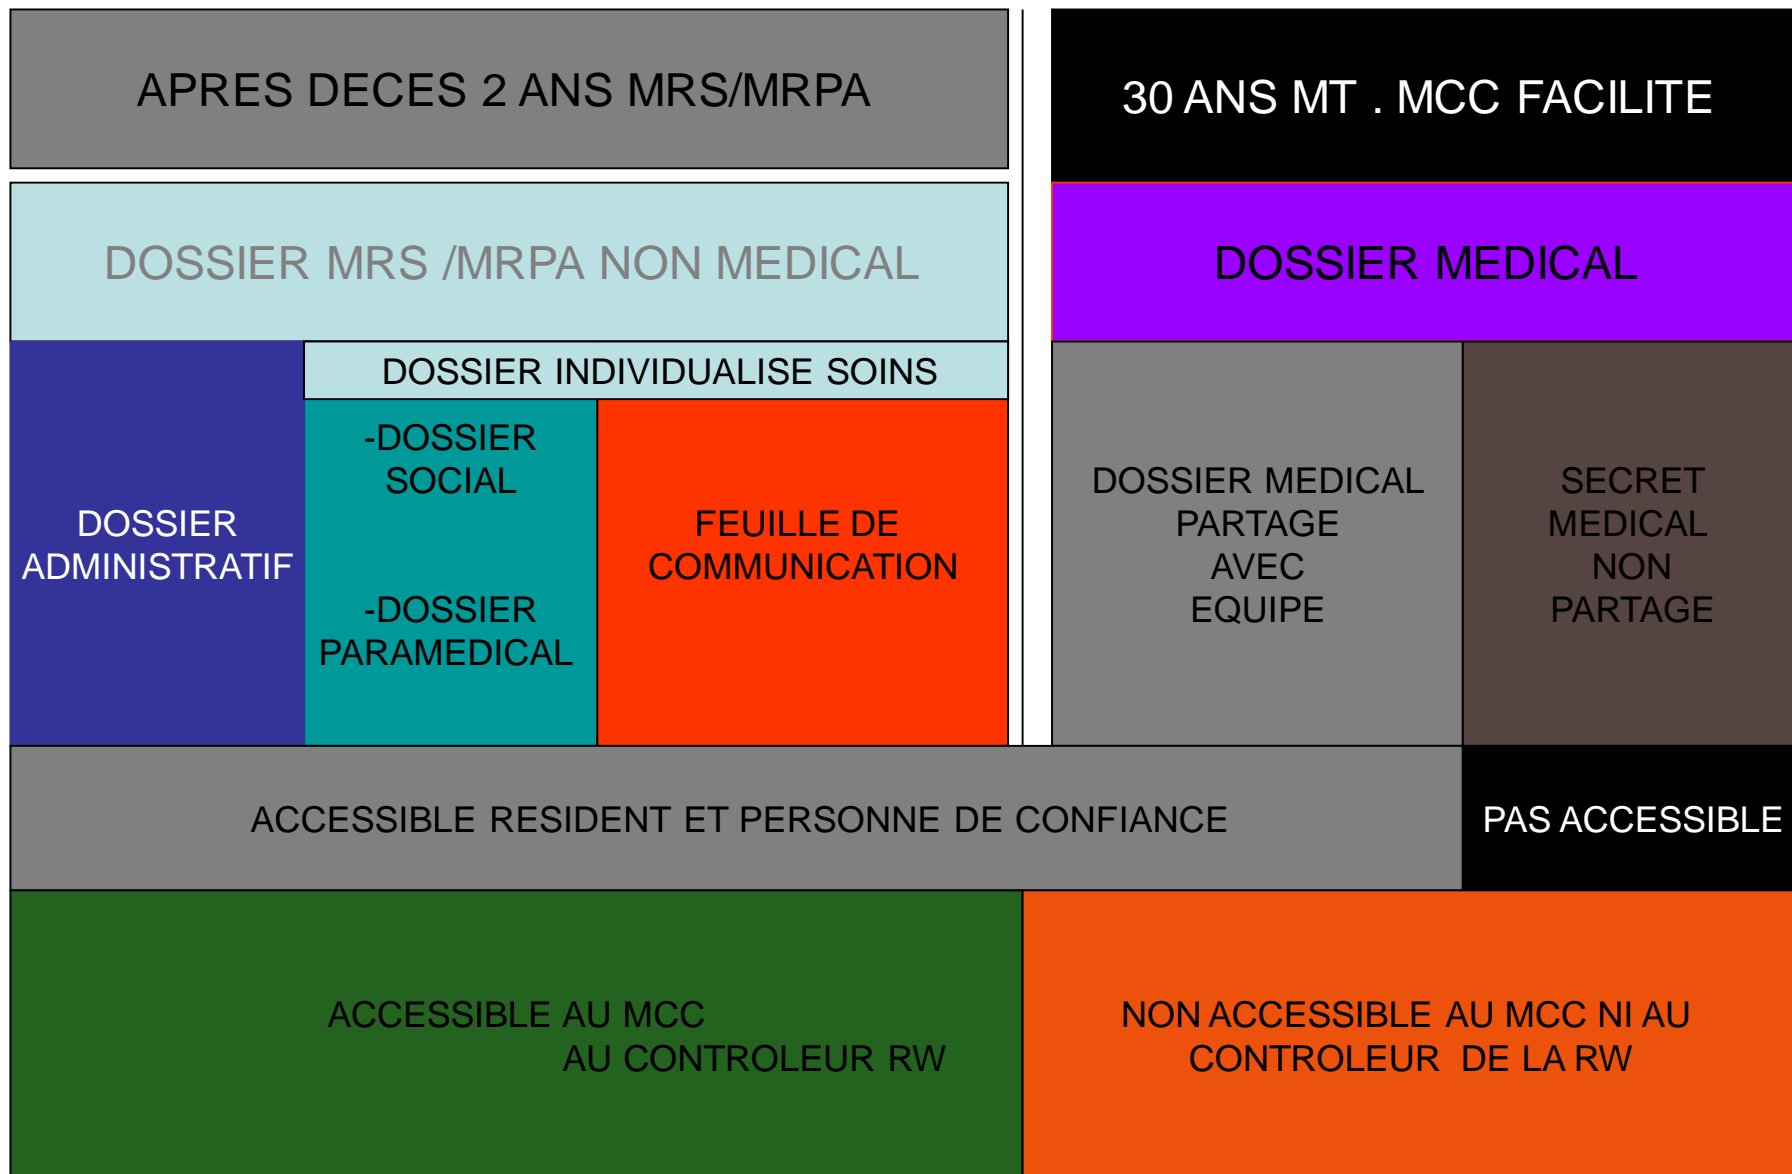 APRES DECES 2 ANS MRS/MRPA
30 ANS MT . MCC FACILITE
DOSSIER MRS /MRPA NON MEDICAL
DOSSIER MEDICAL
DOSSIER INDIVIDUALISE SOINS
DOSSIER
ADMINISTRATIF
-DOSSIER
SOCIAL
-DOSSIER
PARAMEDICAL
FEUILLE DE
COMMUNICATION
DOSSIER MEDICAL
PARTAGE
AVEC
EQUIPE
SECRET
MEDICAL
NON
PARTAGE
ACCESSIBLE RESIDENT ET PERSONNE DE CONFIANCE
PAS ACCESSIBLE
ACCESSIBLE AU MCC
AU CONTROLEUR RW
NON ACCESSIBLE AU MCC NI AU
CONTROLEUR DE LA RW